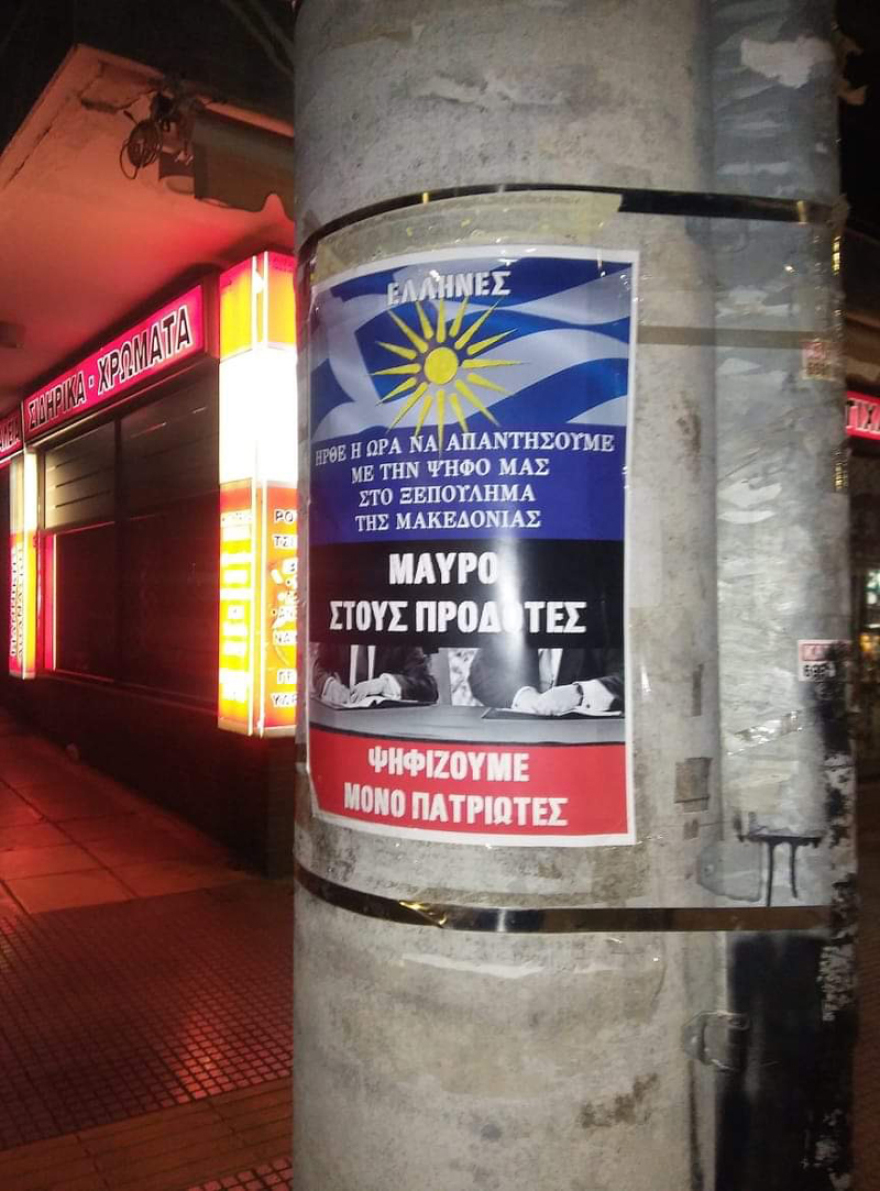 ΕΛΛΗΝΕΣ
ΗΡΘΕ Η ΩΡΑ ΝΑ ΑΠΑΝΤΗΣΟΥΜΕ
ΜΕ ΤΗΝ ΨΗΦΟ ΜΑΣ
ΣΤΟ ΞΕΠΟΥΛΗΜΑ
ΤΗΣ ΜΑΚΕΔΟΝΙΑΣ
ΜΑΥΡΟ
ΣΤΟΥΣ ΠΡΟΔΟΤΕΣ
ΨΗΦΙΖΟΥΜΕ
ΜΟΝΟ ΠΑΤΡΙΩΤΕΣ
ΣΙΔΗΡΙΚΑ - ΧΡΩΜΑΤΑ